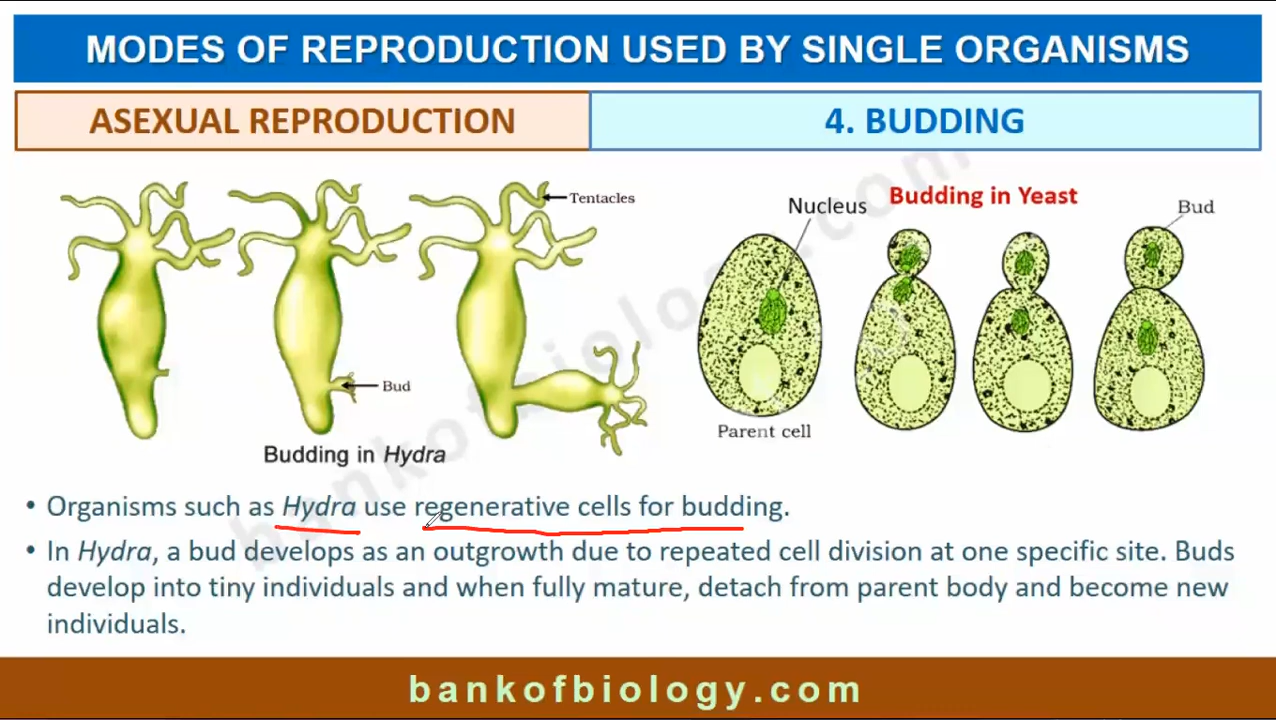 MODES OF REPRODUCTION USED BY SINGLE ORGANISMS
ASEXUAL REPRODUCTION
4. BUDDING
Tentacles
Bud
Budding in Hydra
Budding in Yeast
Nucleus
Bud
Parent cell
• Organisms such as Hydra use regenerative cells for budding.
• In Hydra, a bud develops as an outgrowth due to repeated cell division at one specific site. Buds
develop into tiny individuals and when fully mature, detach from parent body and become new
individuals.
bankofbiology.com
bankofbiology.com